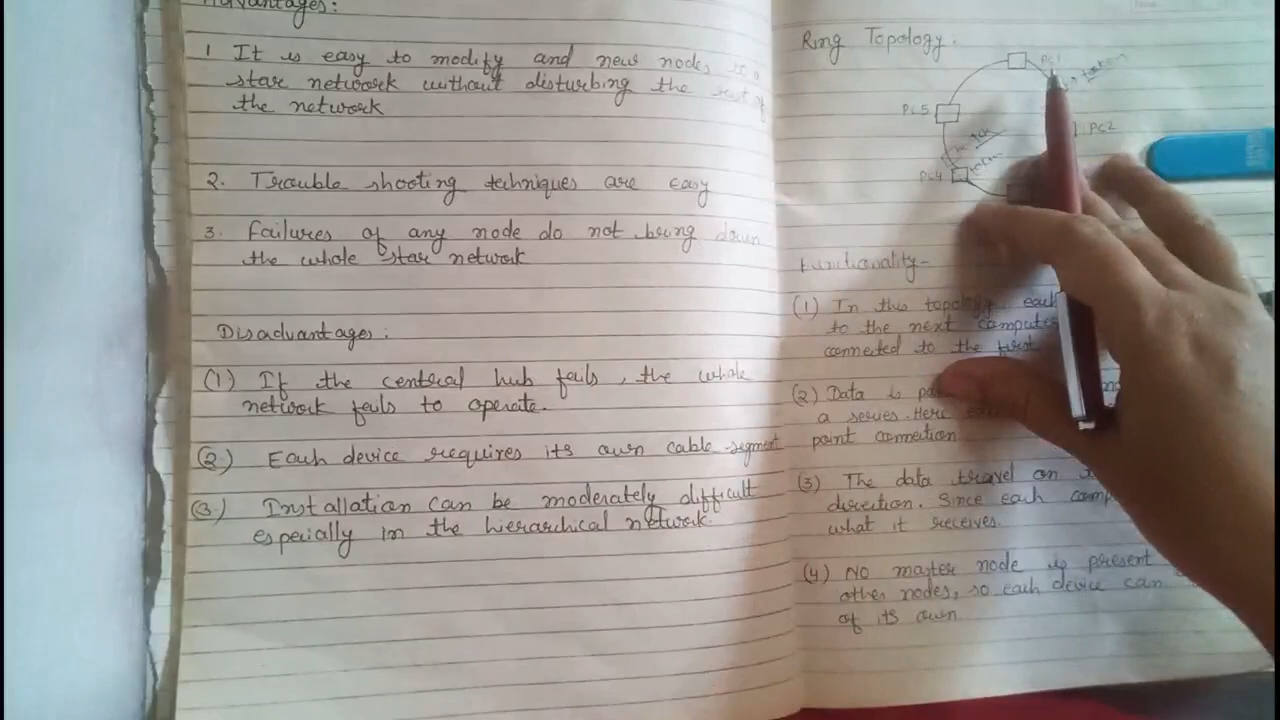 Advantages:
1 It is easy to modify and new nodes to a
star network without disturbing the rest of
the network
2. Trouble shooting techniques are easy
3. Failures of any node do not bring down
the whole star network
Disadvantages:
(1) If the central hub fails, the whole
network fails to operate.
(2.) Each device requires its own cable segment
(3.) Installation can be moderately difficult
especially in the hierarchical network.
Ring Topology:
PC1
token
PC5
PC2
PC4
token
Functionality-
(1) In this topology each
to the next computer
connected to the first
(2) Data is
a series. Here
point connection
(3) The data travel on
direction. Since each comp
what it receives.
(4) No master node is present
other nodes, so each device can
of its own